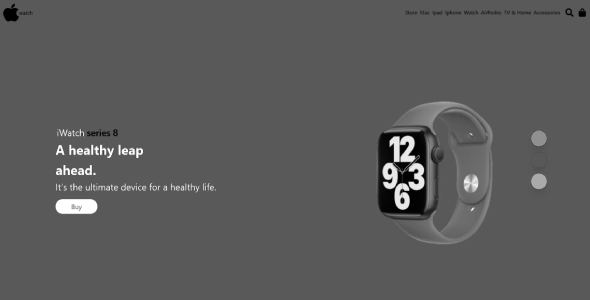 watch
Store Mac Ipad Iphone Watch AirPodes TV & Home Accessories
iWatch series 8
A healthy leap
ahead.
It's the ultimate device for a healthy life.
Buy
12
9 3
6